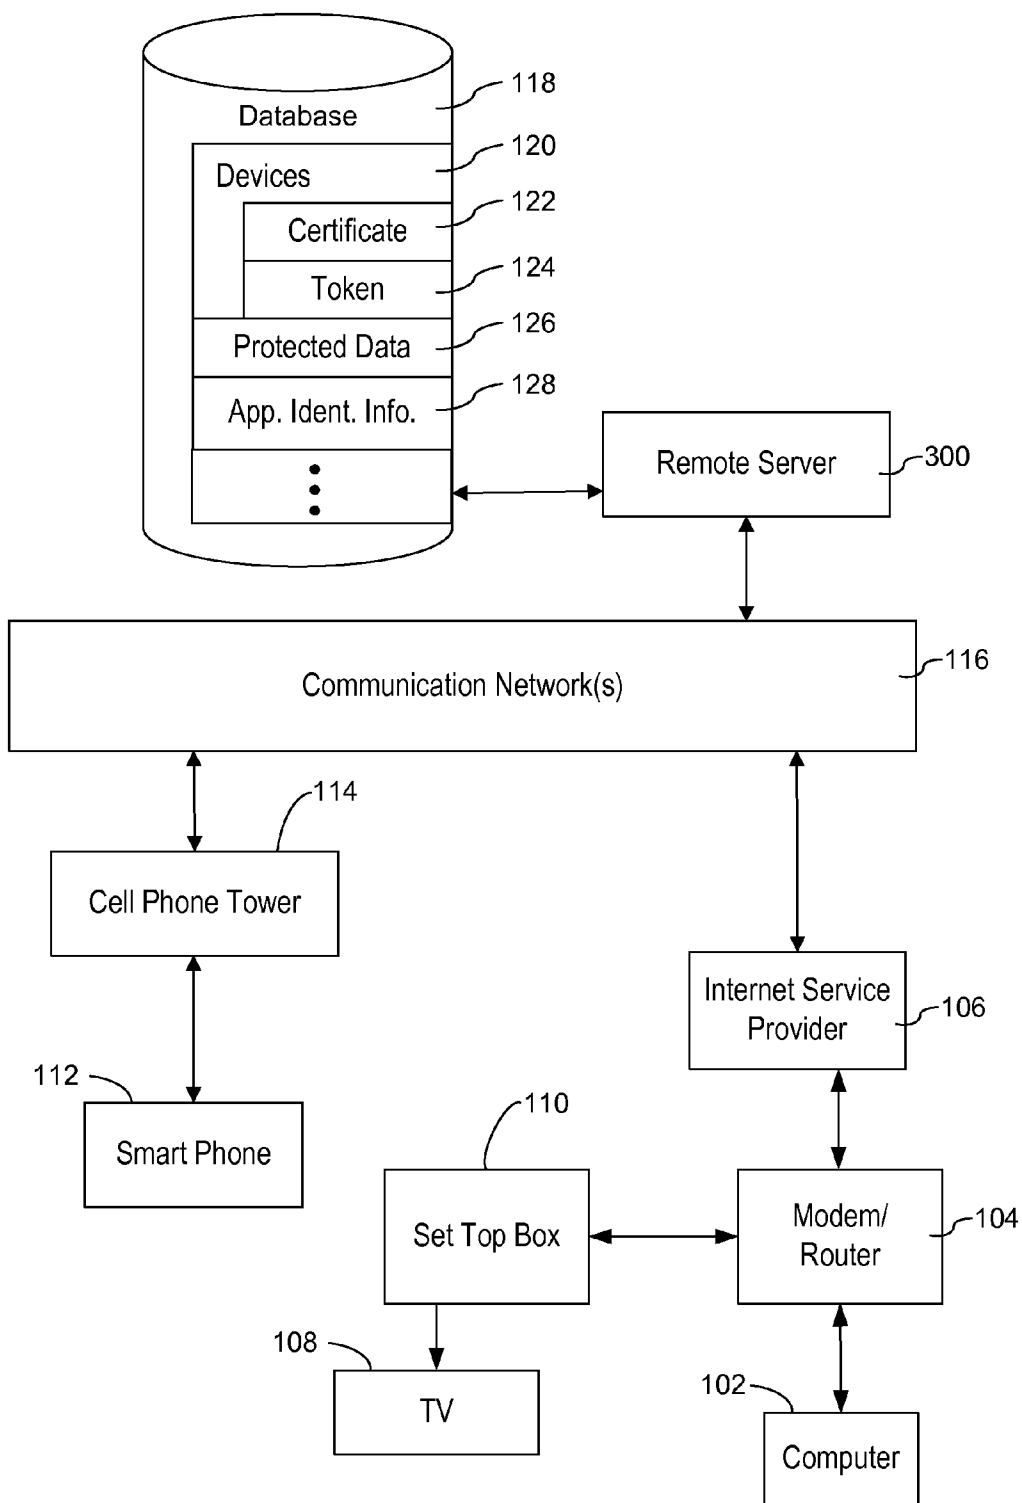 118
Database
120
Devices
122
Certificate
124
Token
126
Protected Data
128
App. Ident. Info.
Remote Server
300
Communication Network(s)
116
114
Cell Phone Tower
Internet Service
Provider
106
112
Smart Phone
110
Set Top Box
Modem/
Router
104
108
TV
102
Computer